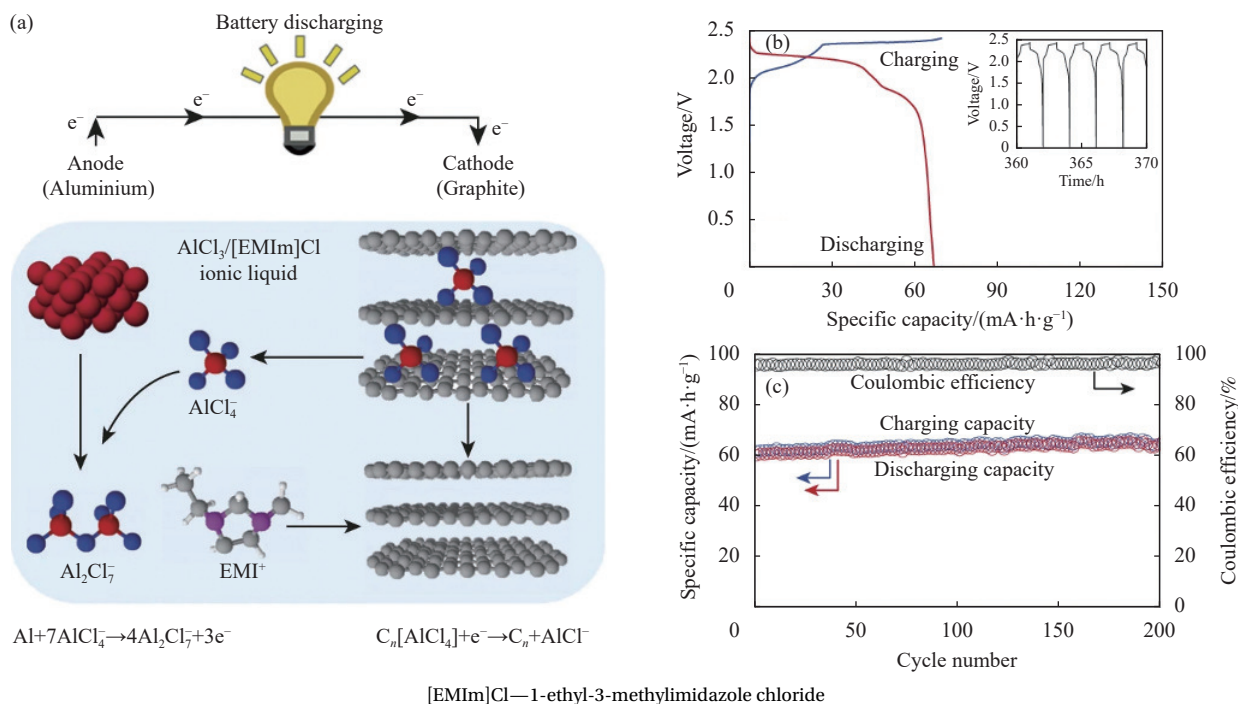 (a)
Battery discharging
e⁻
e⁻
e⁻
e⁻
Anode
(Aluminium)
Cathode
(Graphite)
AlCl₃/[EMIm]Cl
ionic liquid
AlCl₄⁻
Al₂Cl₇⁻
EMI⁺
Al+7AlCl₄⁻→4Al₂Cl₇⁻+3e⁻
Cₙ[AlCl₄]+e⁻→Cₙ+AlCl⁻
(b)
Voltage/V
2.5
2.0
1.5
1.0
0.5
0
30
60
90
120
150
Specific capacity/(mA·h·g⁻¹)
Charging
Discharging
Voltage/V
2.5
2.0
2.5
1.0
1.5
0
360
365
370
Time/h
(c)
Specific capacity/(mA·h·g⁻¹)
100
80
60
40
20
0
50
100
150
200
Cycle number
Coulombic efficiency
Charging capacity
Discharging capacity
100
80
60
40
20
0
Coulombic efficiency/%
[EMIm]Cl—1-ethyl-3-methylimidazole chloride